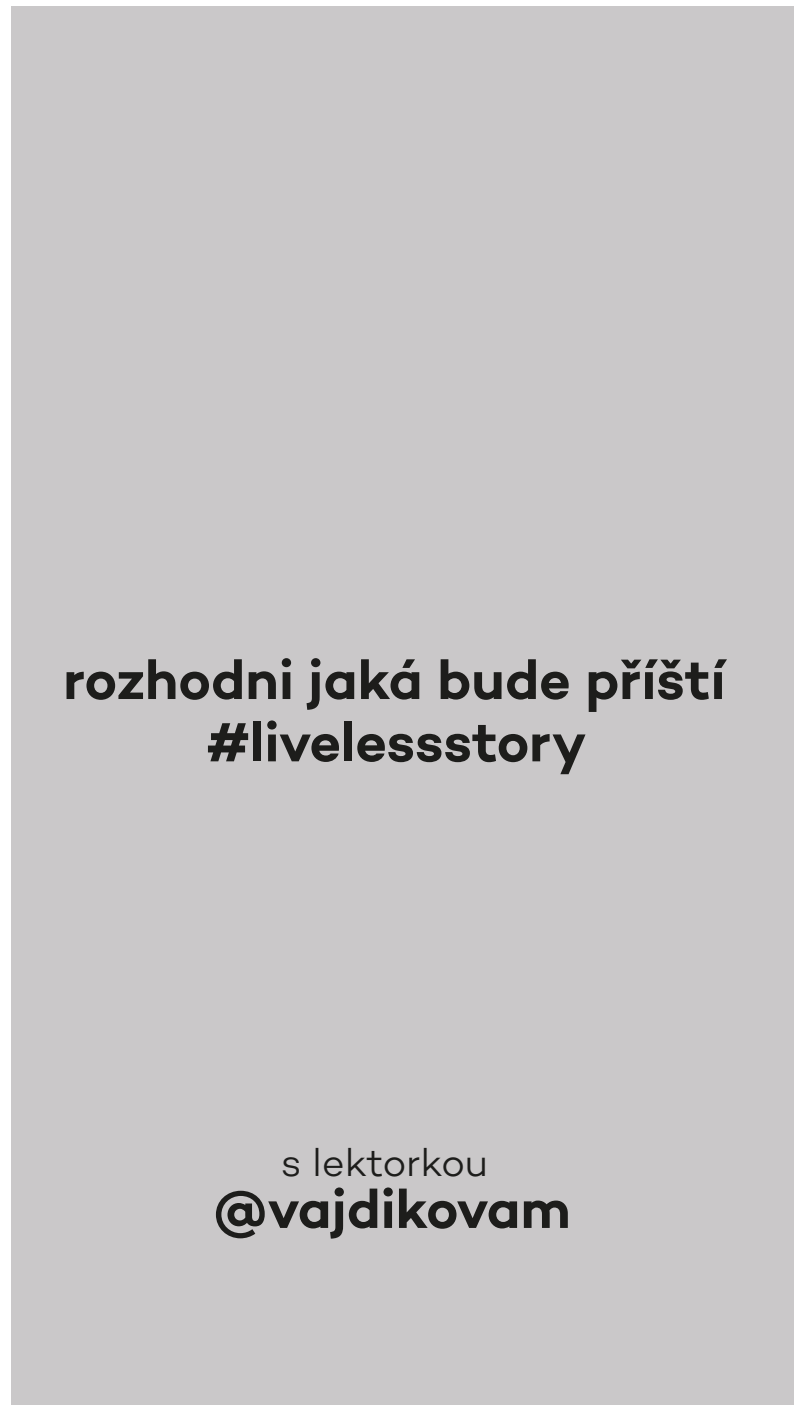 rozhodni jaká bude příští
#livelessstory
s lektorkou
@vajdikovam